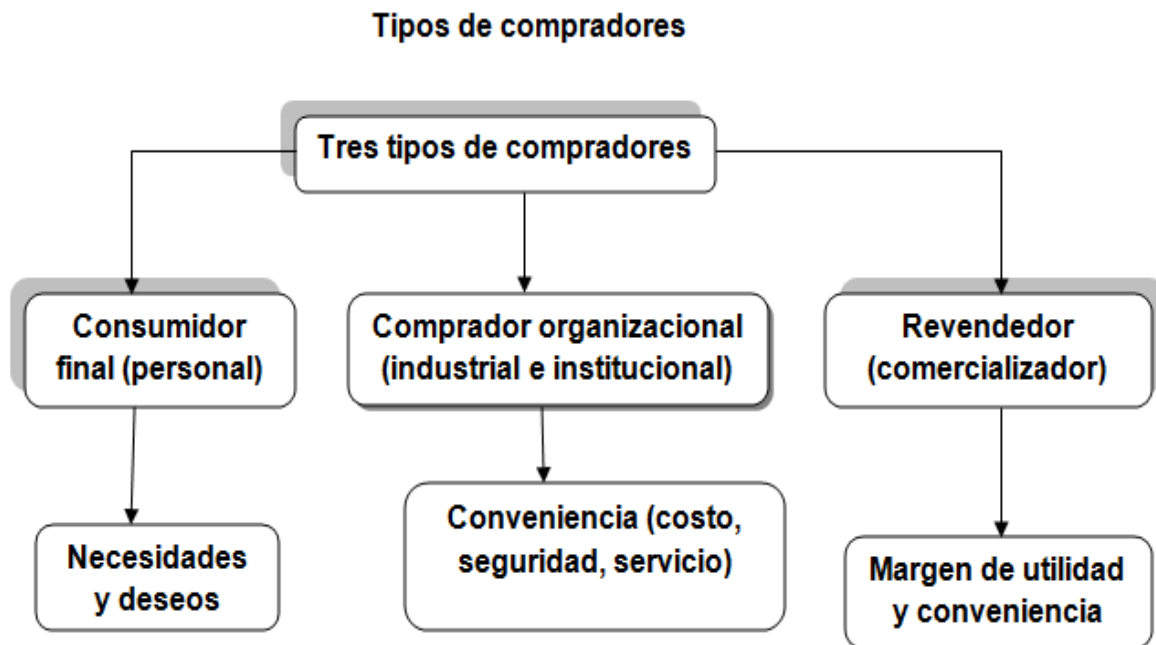 Tipos de compradores
Tres tipos de compradores
Consumidor
final (personal)
Comprador organizacional
(industrial e institucional)
Revendedor
(comercializador)
Necesidades
y deseos
Conveniencia (costo,
seguridad, servicio)
Margen de utilidad
y conveniencia